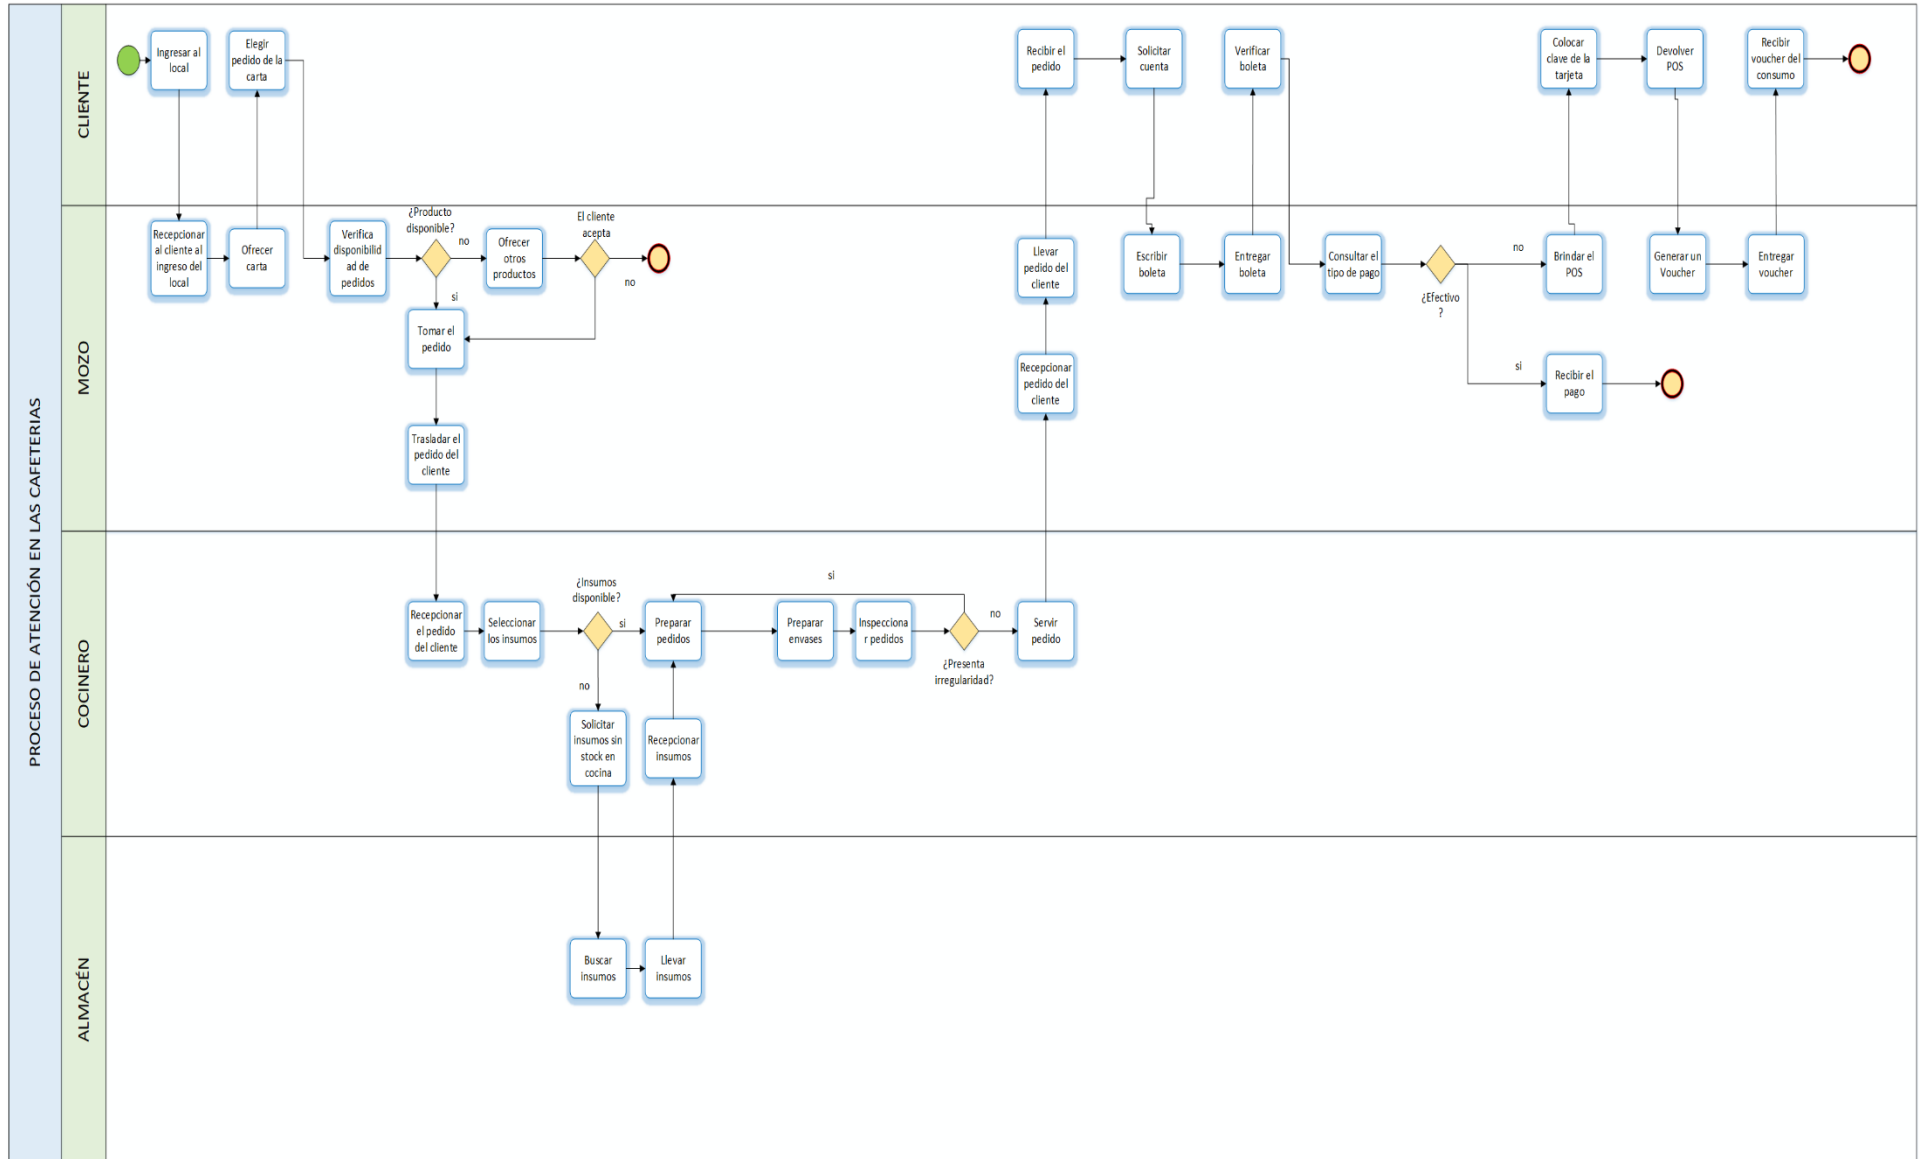 PROCESO DE ATENCIÓN EN LAS CAFETERIAS
CLIENTE
Ingresar al
local
Elegir
pedido de la
carta
Recibir el
pedido
Solicitar
cuenta
Verificar
boleta
Colocar
clave de la
tarjeta
Devolver
POS
Recibir
voucher del
consumo
MOZO
Recepcionar
al cliente al
ingreso del
local
Ofrecer
carta
Verifica
disponibilid
ad de
pedidos
¿Producto
disponible?
no
si
Ofrecer
otros
productos
El cliente
acepta
no
Tomar el
pedido
Trasladar el
pedido del
cliente
Llevar
pedido del
cliente
Recepcionar
pedido del
cliente
Escribir
boleta
Entregar
boleta
Consultar el
tipo de pago
¿Efectivo
?
no
si
Brindar el
POS
Recibir el
pago
Generar un
Voucher
Entregar
voucher
COCINERO
Recepcionar
el pedido
del cliente
Seleccionar
los insumos
¿Insumos
disponible?
si
no
Preparar
pedidos
Preparar
envases
Inspecciona
r pedidos
si
no
¿Presenta
irregularidad?
Servir
pedido
Solicitar
insumos sin
stock en
cocina
Recepcionar
insumos
ALMACÉN
Buscar
insumos
Llevar
insumos